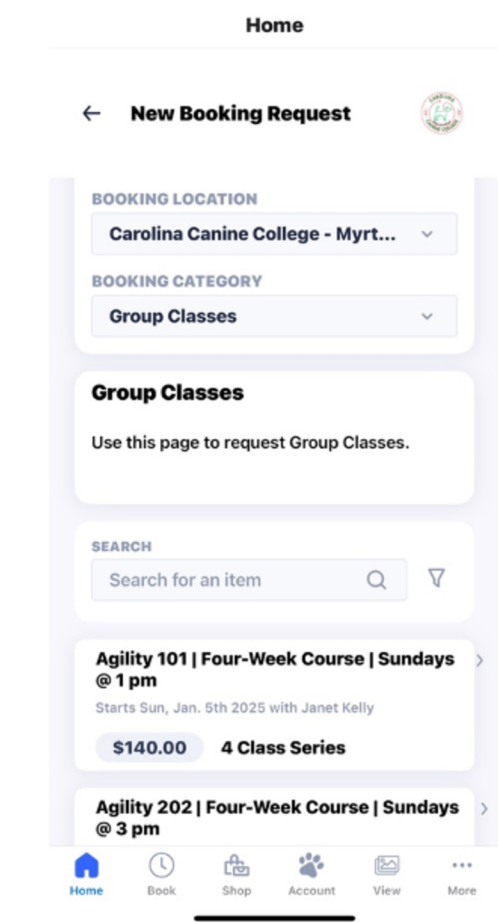 Home
New Booking Request
BOOKING LOCATION
Carolina Canine College - Myrt...
BOOKING CATEGORY
Group Classes
Group Classes
Use this page to request Group Classes.
SEARCH
Search for an item
Agility 101 | Four-Week Course | Sundays
@ 1 pm
Starts Sun, Jan. 5th 2025 with Janet Kelly
$140.00 4 Class Series
Agility 202 | Four-Week Course | Sundays
@ 3 pm
Home Book Shop Account View More